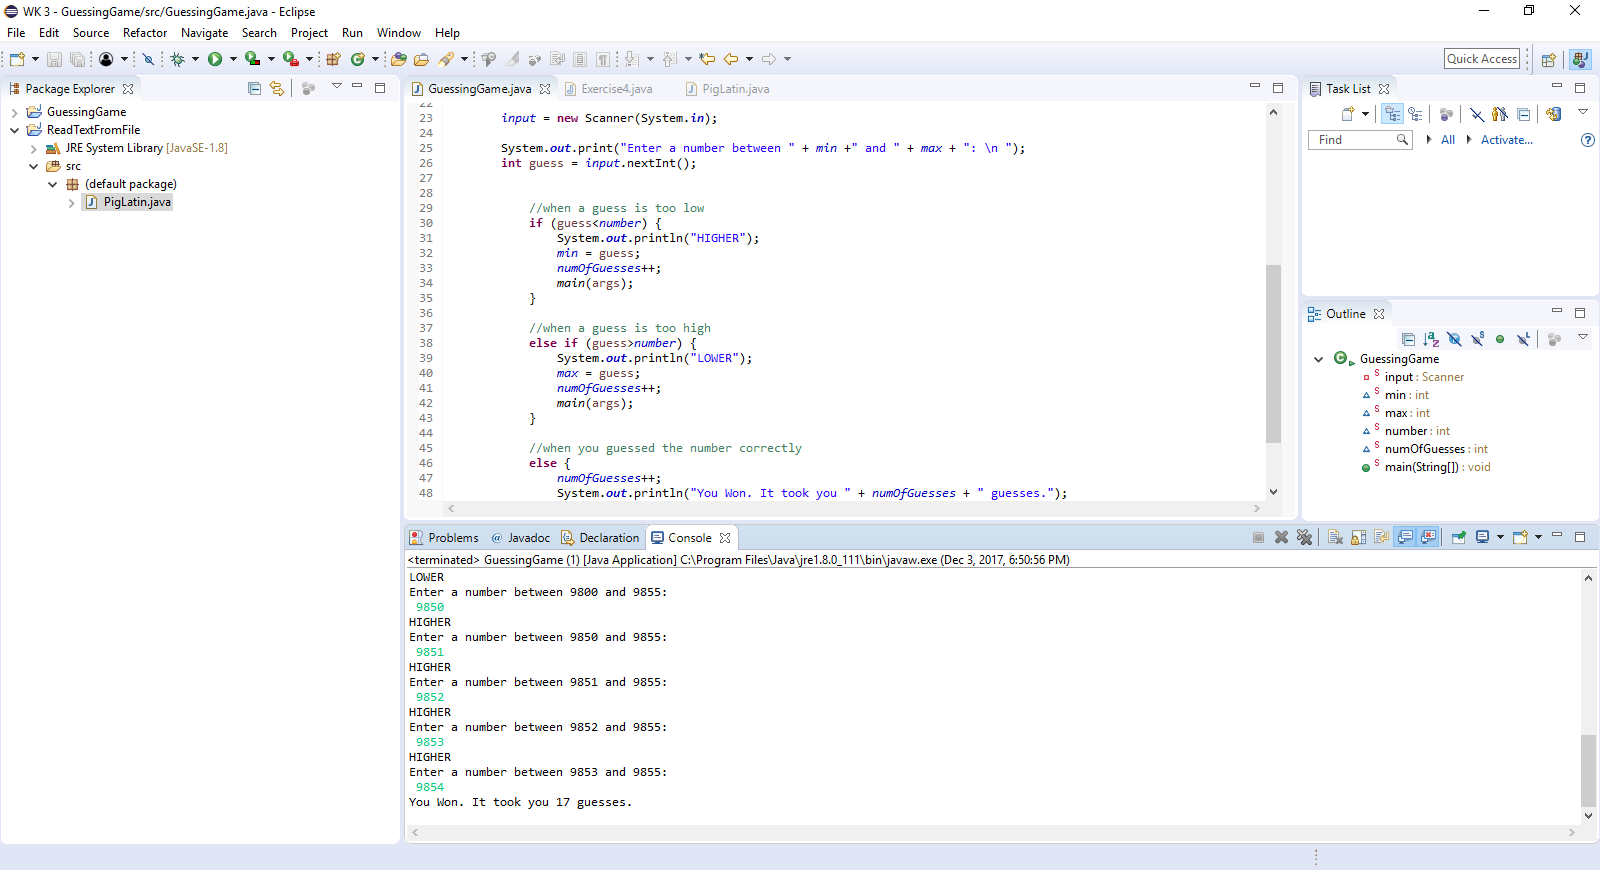 WK 3 - GuessingGame/src/GuessingGame.java - Eclipse
File Edit Source Refactor Navigate Search Project Run Window Help
Quick Access
Package Explorer
GuessingGame
ReadTextFromFile
JRE System Library [JavaSE-1.8]
src
(default package)
PigLatin.java
GuessingGame.java Exercise4.java PigLatin.java
22
23 input = new Scanner(System.in);
24
25 System.out.print("Enter a number between " + min +" and " + max + ": \n ");
26 int guess = input.nextInt();
27
28
29 //when a guess is too low
30 if (guess<number) {
31 System.out.println("HIGHER");
32 min = guess;
33 numOfGuesses++;
34 main(args);
35 }
36
37 //when a guess is too high
38 else if (guess>number) {
39 System.out.println("LOWER");
40 max = guess;
41 numOfGuesses++;
42 main(args);
43 }
44
45 //when you guessed the number correctly
46 else {
47 numOfGuesses++;
48 System.out.println("You Won. It took you " + numOfGuesses + " guesses.");
Task List
Find All Activate...
Outline
GuessingGame
input : Scanner
min : int
max : int
number : int
numOfGuesses : int
main(String[]) : void
Problems @ Javadoc Declaration Console
<terminated> GuessingGame (1) [Java Application] C:\Program Files\Java\jre1.8.0_111\bin\javaw.exe (Dec 3, 2017, 6:50:56 PM)
LOWER
Enter a number between 9800 and 9855:
9850
HIGHER
Enter a number between 9850 and 9855:
9851
HIGHER
Enter a number between 9851 and 9855:
9852
HIGHER
Enter a number between 9852 and 9855:
9853
HIGHER
Enter a number between 9853 and 9855:
9854
You Won. It took you 17 guesses.